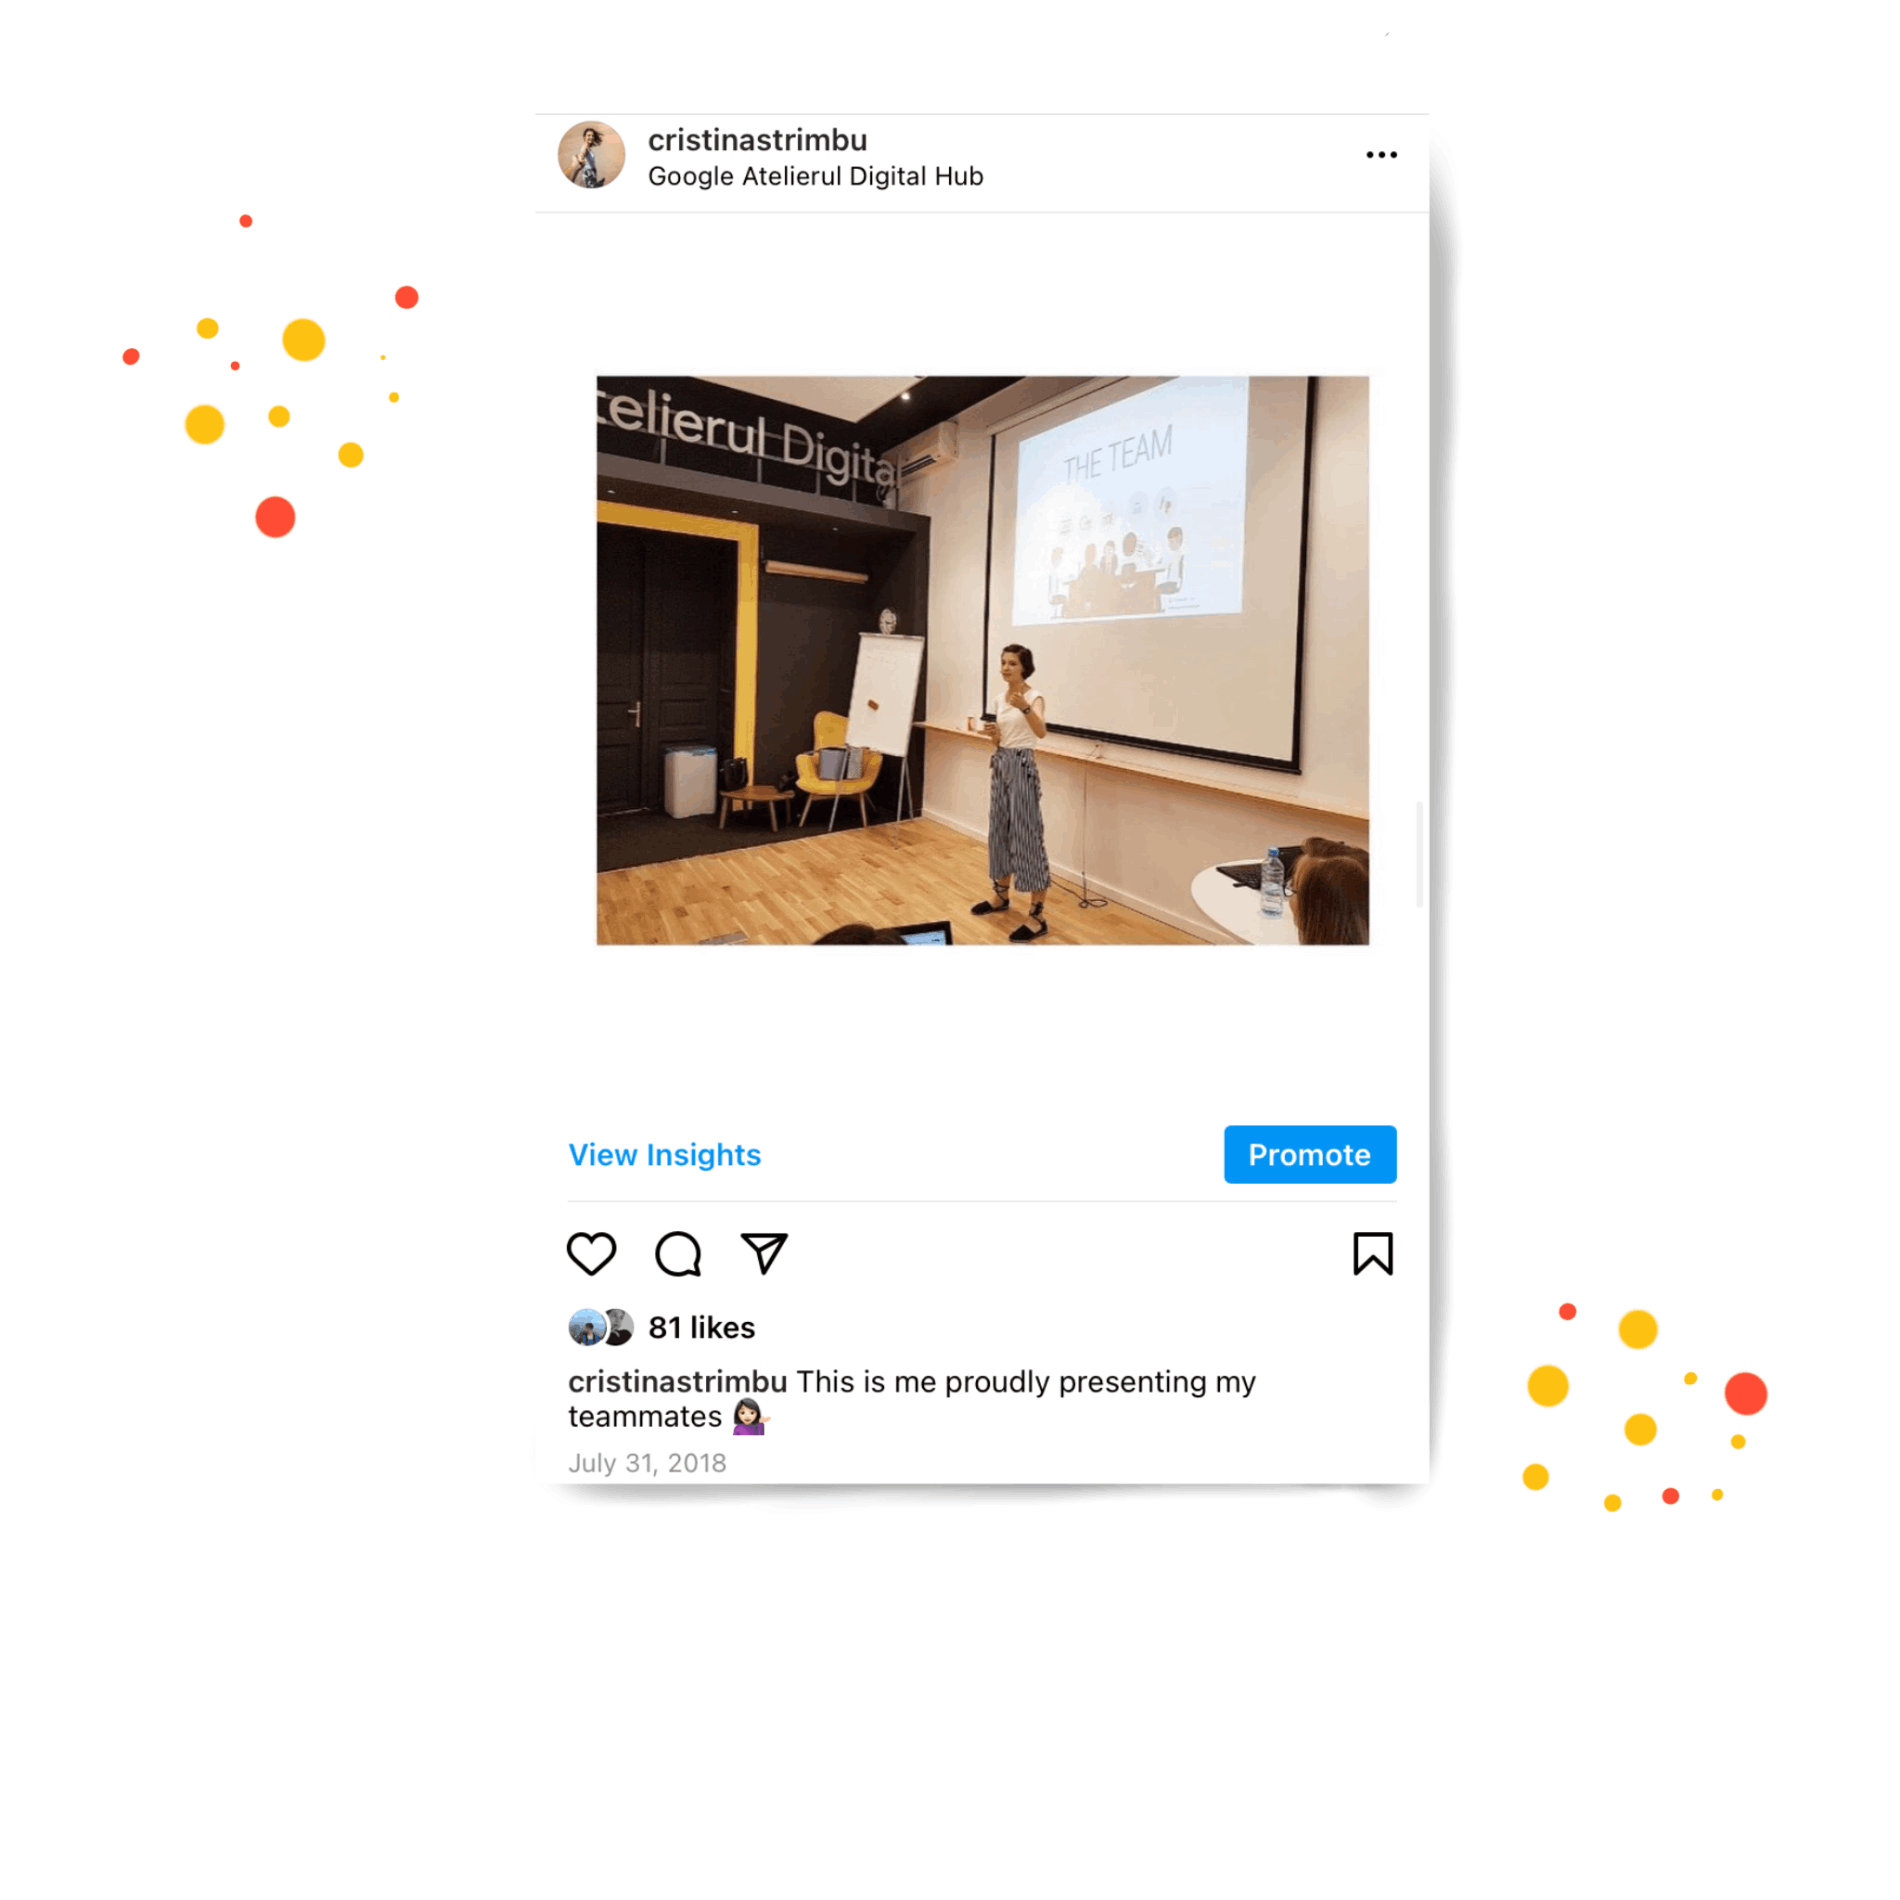 cristinastrimbu
Google Atelierul Digital Hub
telierul Digital
THE TEAM
View Insights
Promote
81 likes
cristinastrimbu This is me proudly presenting my
teammates 💁🏻‍♀️
July 31, 2018